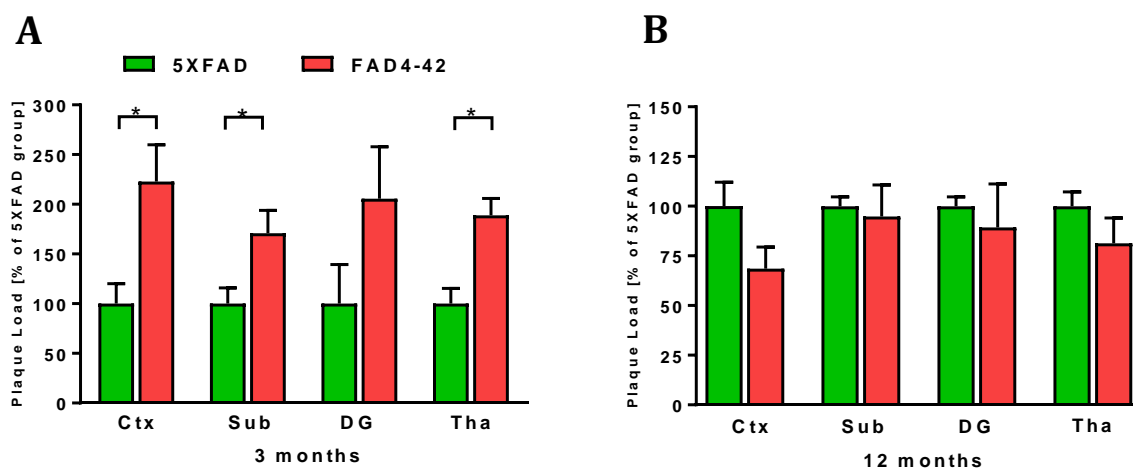 A
B
5XFAD
FAD4-42
Plaque Load [% of 5XFAD group]
300
250
200
150
100
50
0
*
*
*
Ctx
Sub
DG
Tha
3 months
Plaque Load [% of 5XFAD group]
150
125
100
75
50
25
0
Ctx
Sub
DG
Tha
12 months